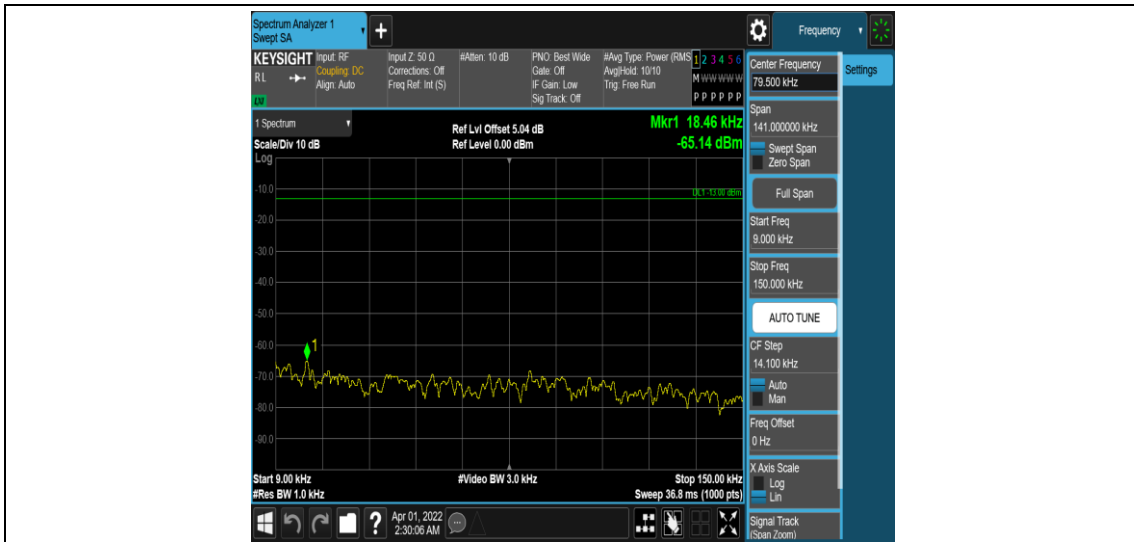 Spectrum Analyzer 1
Swept SA
Frequency
KEYSIGHT
RL
LXI
Input: RF
Coupling: DC
Align: Auto
Input Z: 50 Ω
Corrections: Off
Freq Ref: Int (S)
#Atten: 10 dB
PNO: Best Wide
Gate: Off
IF Gain: Low
Sig Track: Off
#Avg Type: Power (RMS
Avg|Hold: 10/10
Trig: Free Run
1 2 3 4 5 6
M W W W W W
P P P P P P
Center Frequency
79.500 kHz
Settings
1 Spectrum
Scale/Div 10 dB
Ref Lvl Offset 5.04 dB
Ref Level 0.00 dBm
Mkr1 18.46 kHz
-65.14 dBm
Log
-10.0
-20.0
-30.0
-40.0
-50.0
-60.0
-70.0
-80.0
-90.0
DL1 -13.00 dBm
1
Start 9.00 kHz
#Res BW 1.0 kHz
#Video BW 3.0 kHz
Stop 150.00 kHz
Sweep 36.8 ms (1000 pts)
Span
141.000000 kHz
Swept Span
Zero Span
Full Span
Start Freq
9.000 kHz
Stop Freq
150.000 kHz
AUTO TUNE
CF Step
14.100 kHz
Auto
Man
Freq Offset
0 Hz
X Axis Scale
Log
Lin
Signal Track
(Span Zoom)
?
Apr 01, 2022
2:30:06 AM